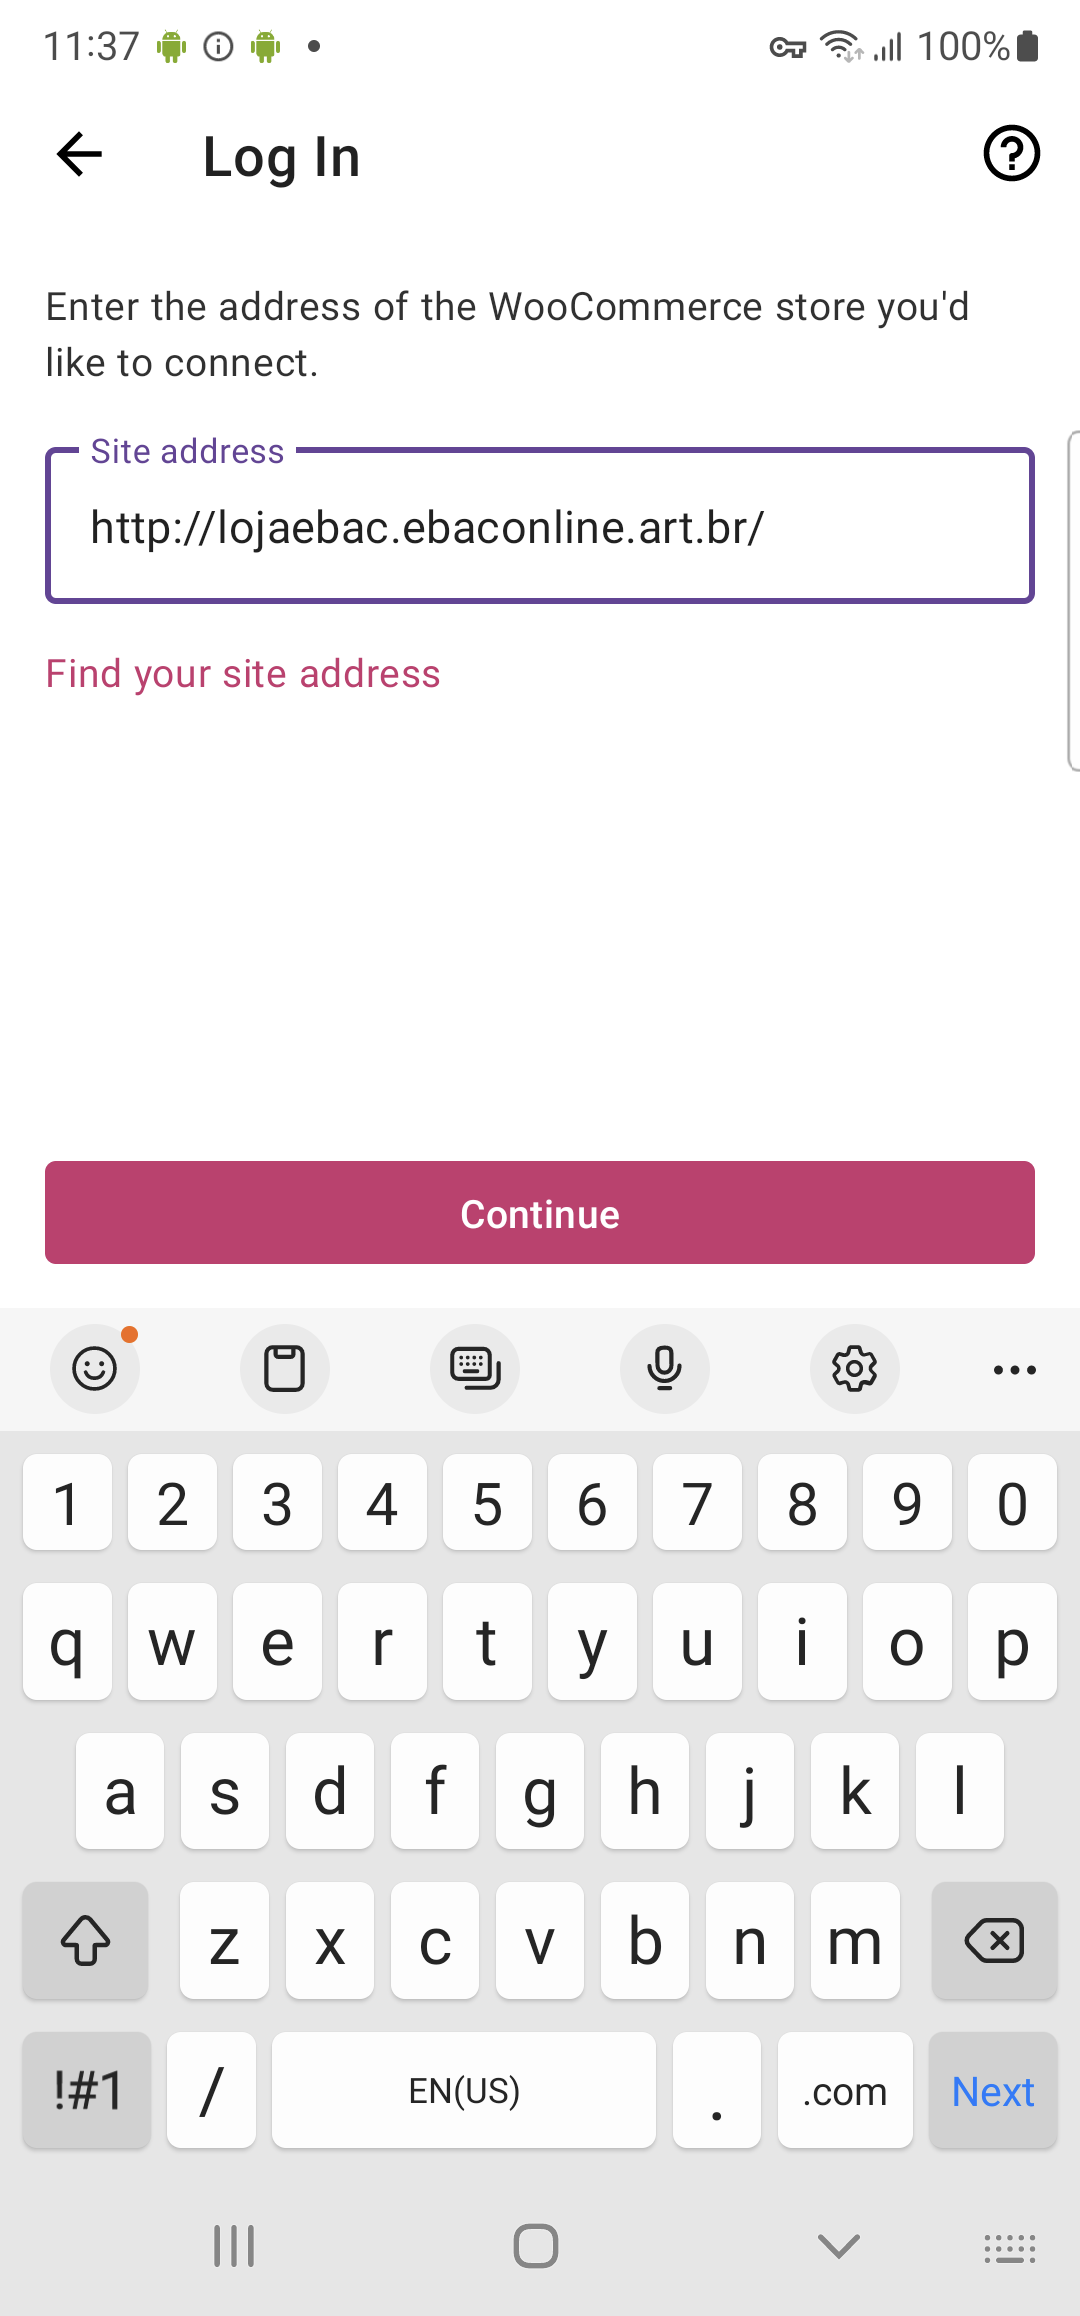 11:37
100%
Log In
Enter the address of the WooCommerce store you'd
like to connect.
Site address
http://lojaebac.ebaconline.art.br/
Find your site address
Continue
1 2 3 4 5 6 7 8 9 0
q w e r t y u i o p
a s d f g h j k l
z x c v b n m
!#1 / EN(US) . .com Next